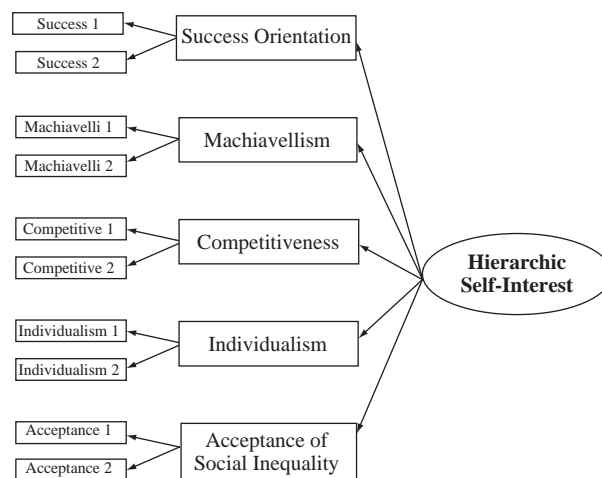 Success 1
Success 2
Success Orientation
Machiavelli 1
Machiavelli 2
Machiavellism
Competitive 1
Competitive 2
Competitiveness
Individualism 1
Individualism 2
Individualism
Acceptance 1
Acceptance 2
Acceptance of
Social Inequality
Hierarchic
Self-Interest